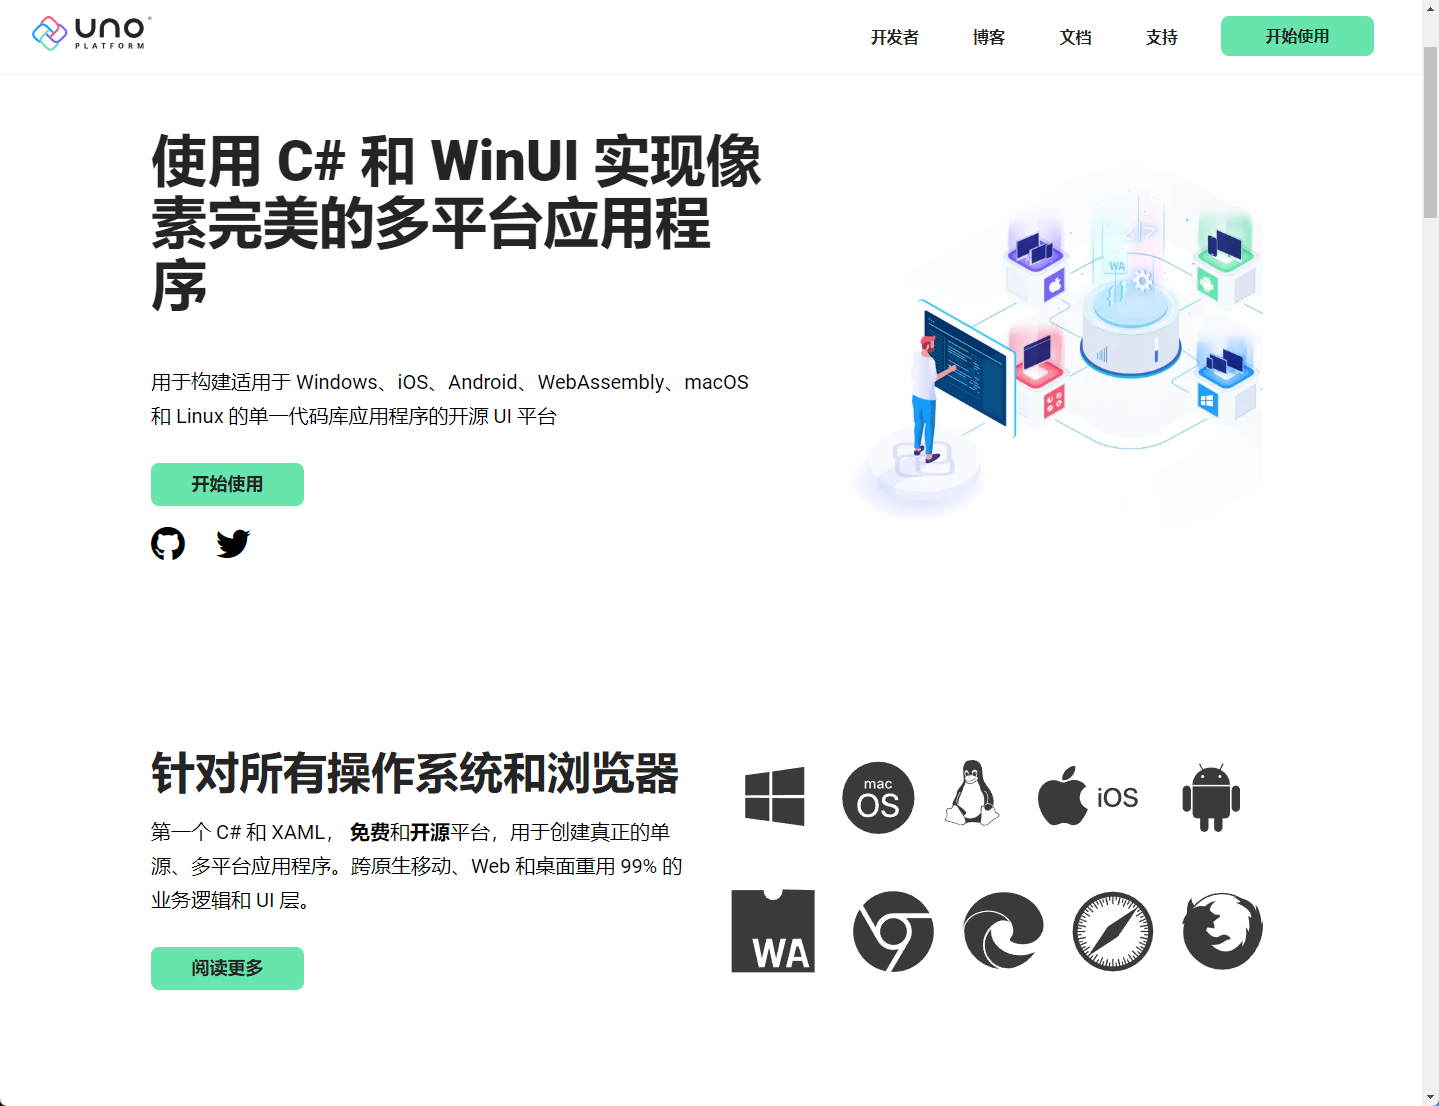 UNO
PLATFORM
开发者
博客
文档
支持
开始使用
使用 C# 和 WinUI 实现像
素完美的多平台应用程
序
用于构建适用于 Windows、iOS、Android、WebAssembly、macOS
和 Linux 的单一代码库应用程序的开源 UI 平台
开始使用
WA
针对所有操作系统和浏览器
第一个 C# 和 XAML， 免费和开源平台，用于创建真正的单
源、多平台应用程序。跨原生移动、Web 和桌面重用 99% 的
业务逻辑和 UI 层。
阅读更多
mac
OS
iOS
WA